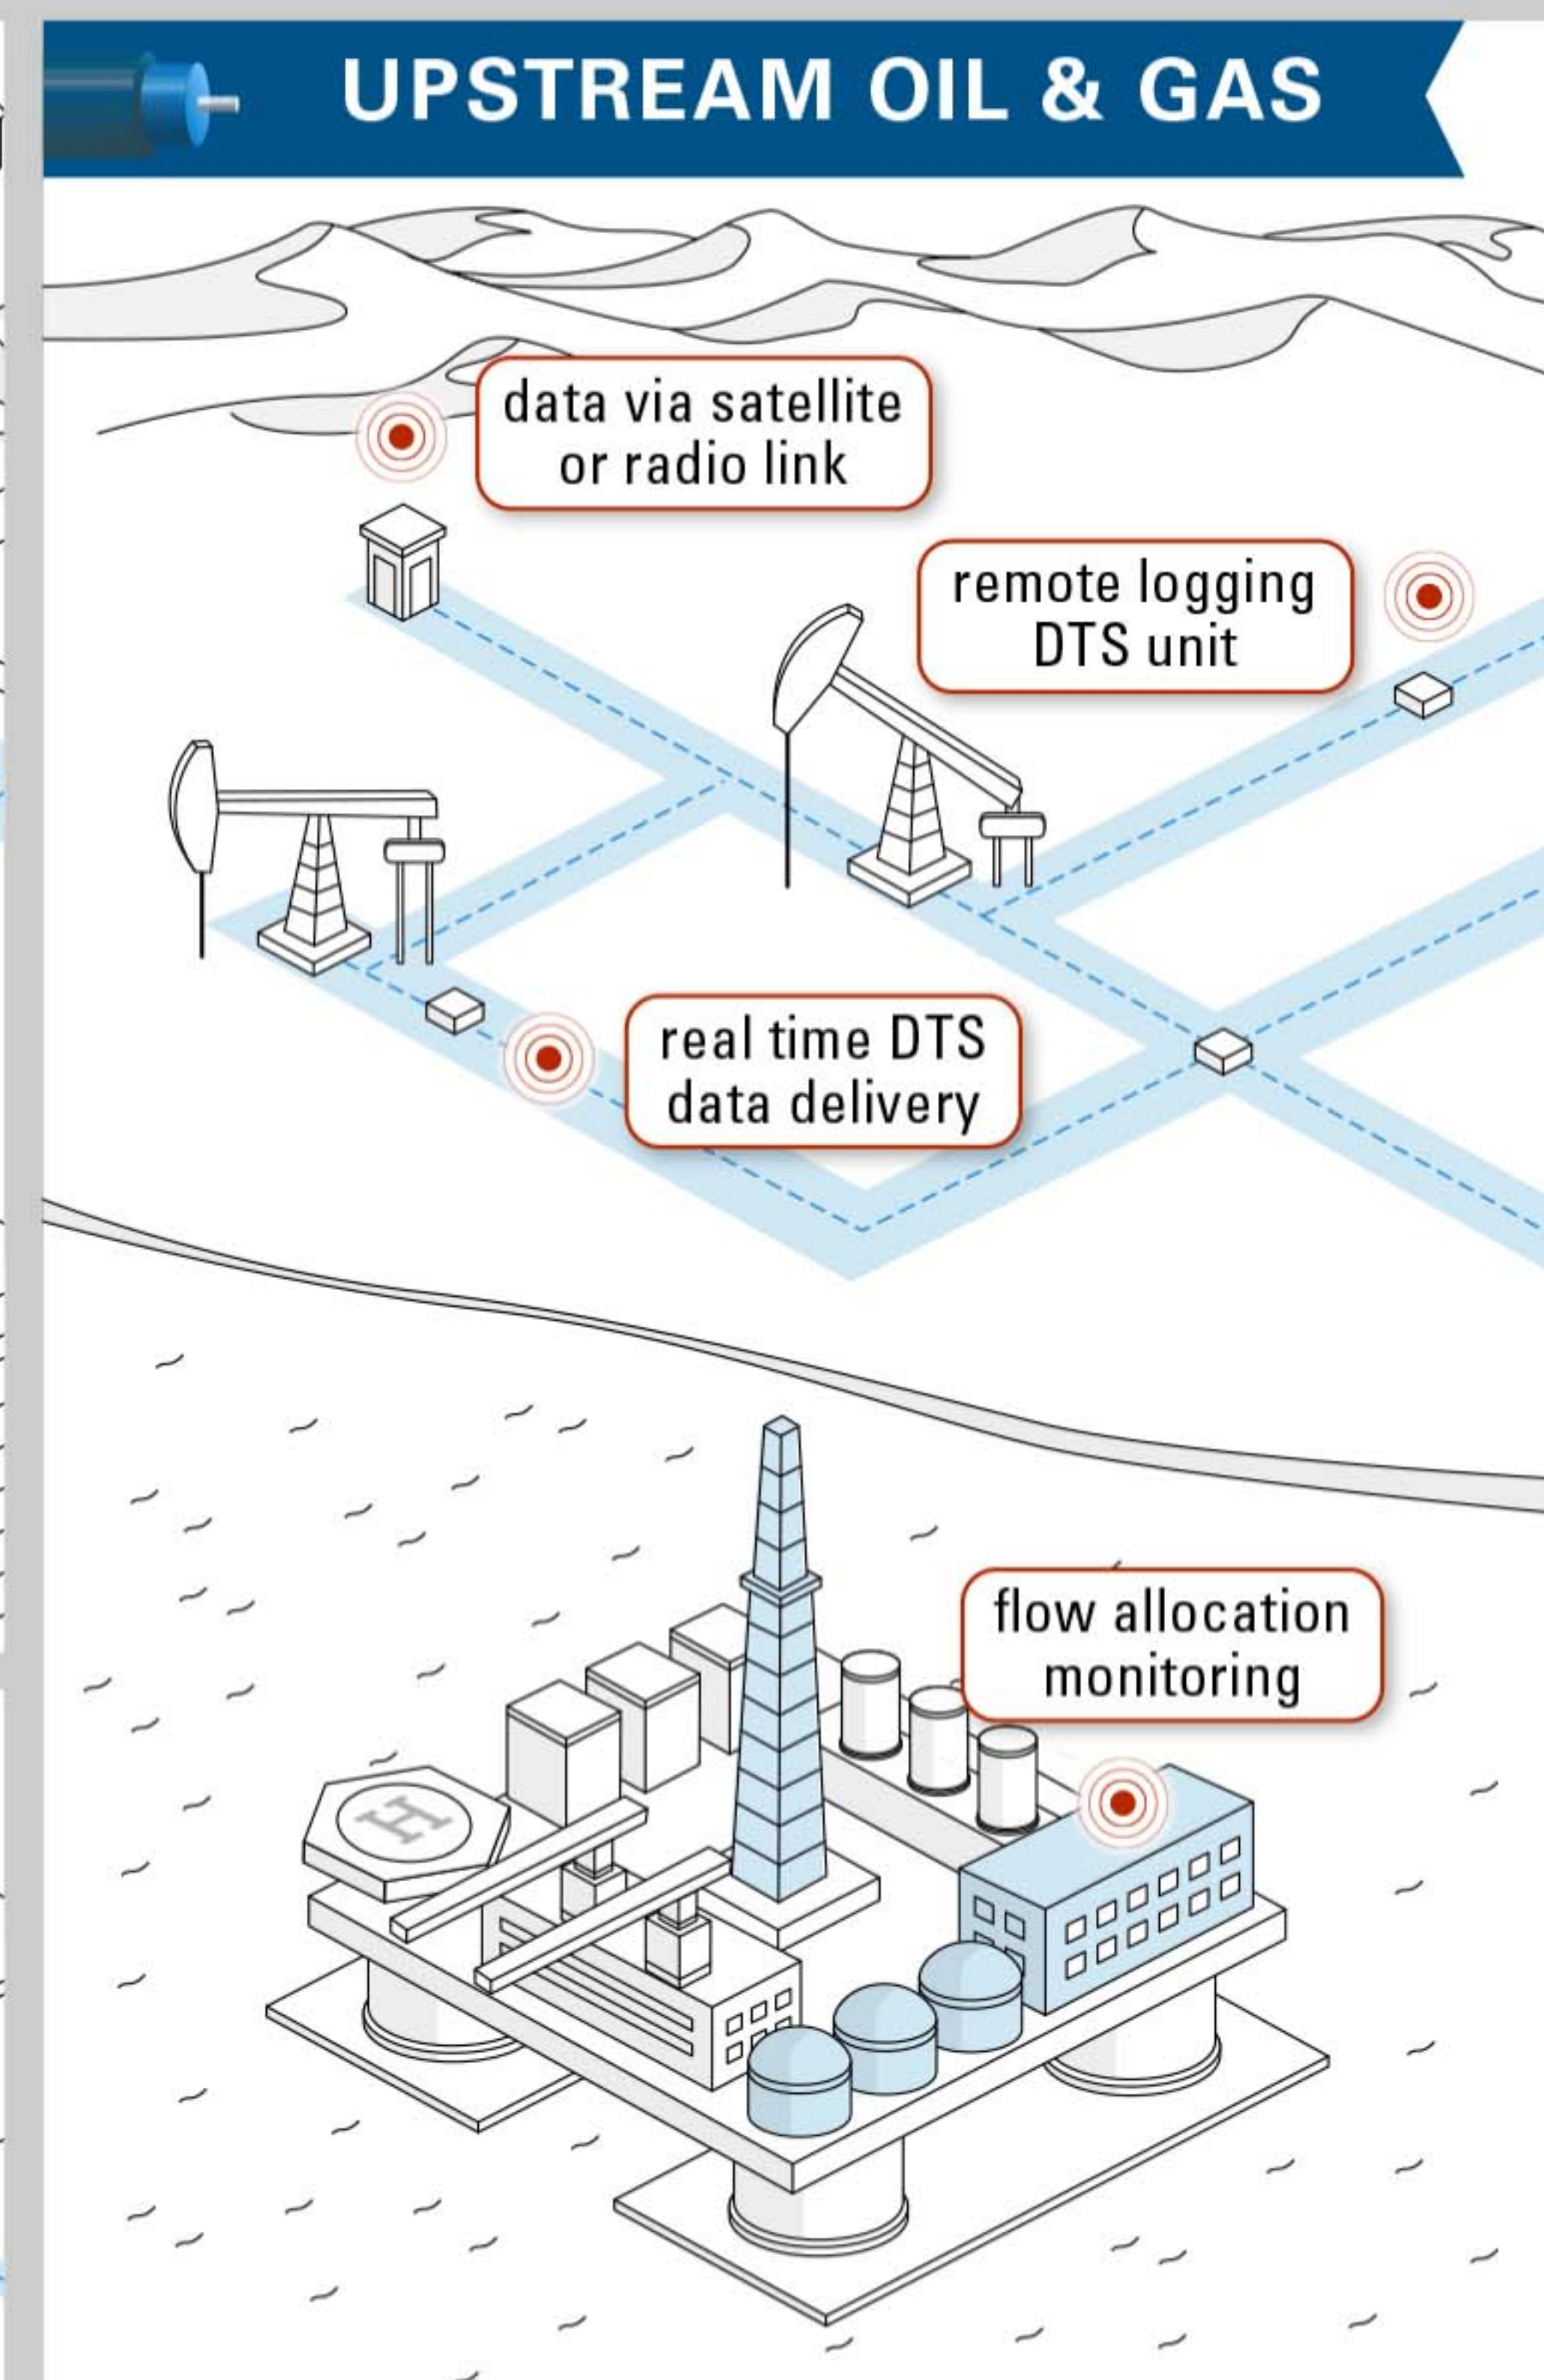 UPSTREAM OIL & GAS
data via satellite
or radio link
remote logging
DTS unit
real time DTS
data delivery
flow allocation
monitoring
H